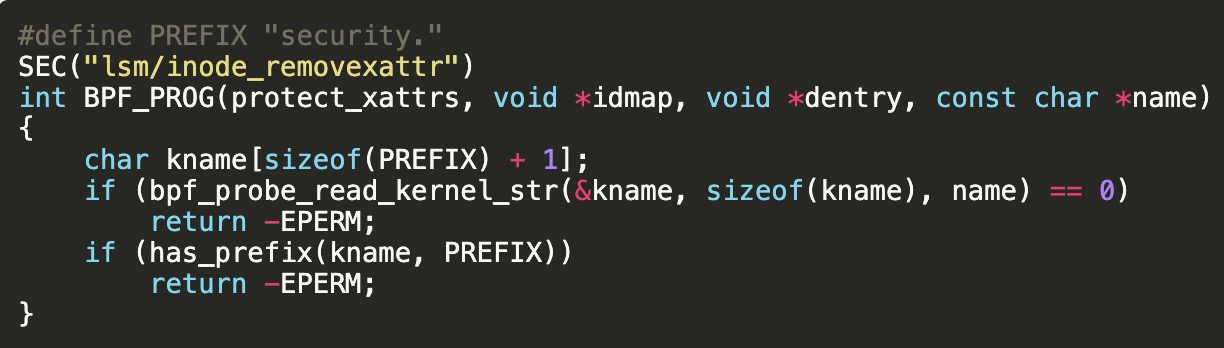 #define PREFIX "security."
SEC("lsm/inode_removexattr")
int BPF_PROG(protect_xattrs, void *idmap, void *dentry, const char *name)
{
    char kname[sizeof(PREFIX) + 1];
    if (bpf_probe_read_kernel_str(&kname, sizeof(kname), name) == 0)
        return -EPERM;
    if (has_prefix(kname, PREFIX))
        return -EPERM;
}